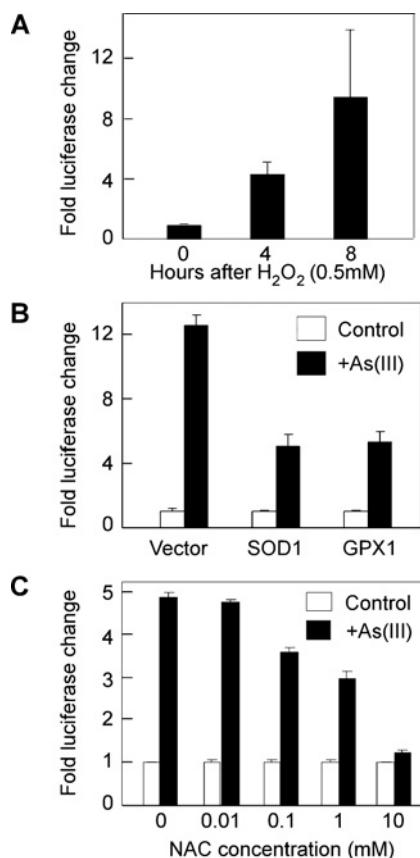 A
Fold luciferase change
12
8
4
0
0 4 8
Hours after H₂O₂ (0.5mM)
B
Fold luciferase change
12
8
4
0
Control
+As(III)
Vector SOD1 GPX1
C
Fold luciferase change
5
4
3
2
1
0
Control
+As(III)
0 0.01 0.1 1 10
NAC concentration (mM)